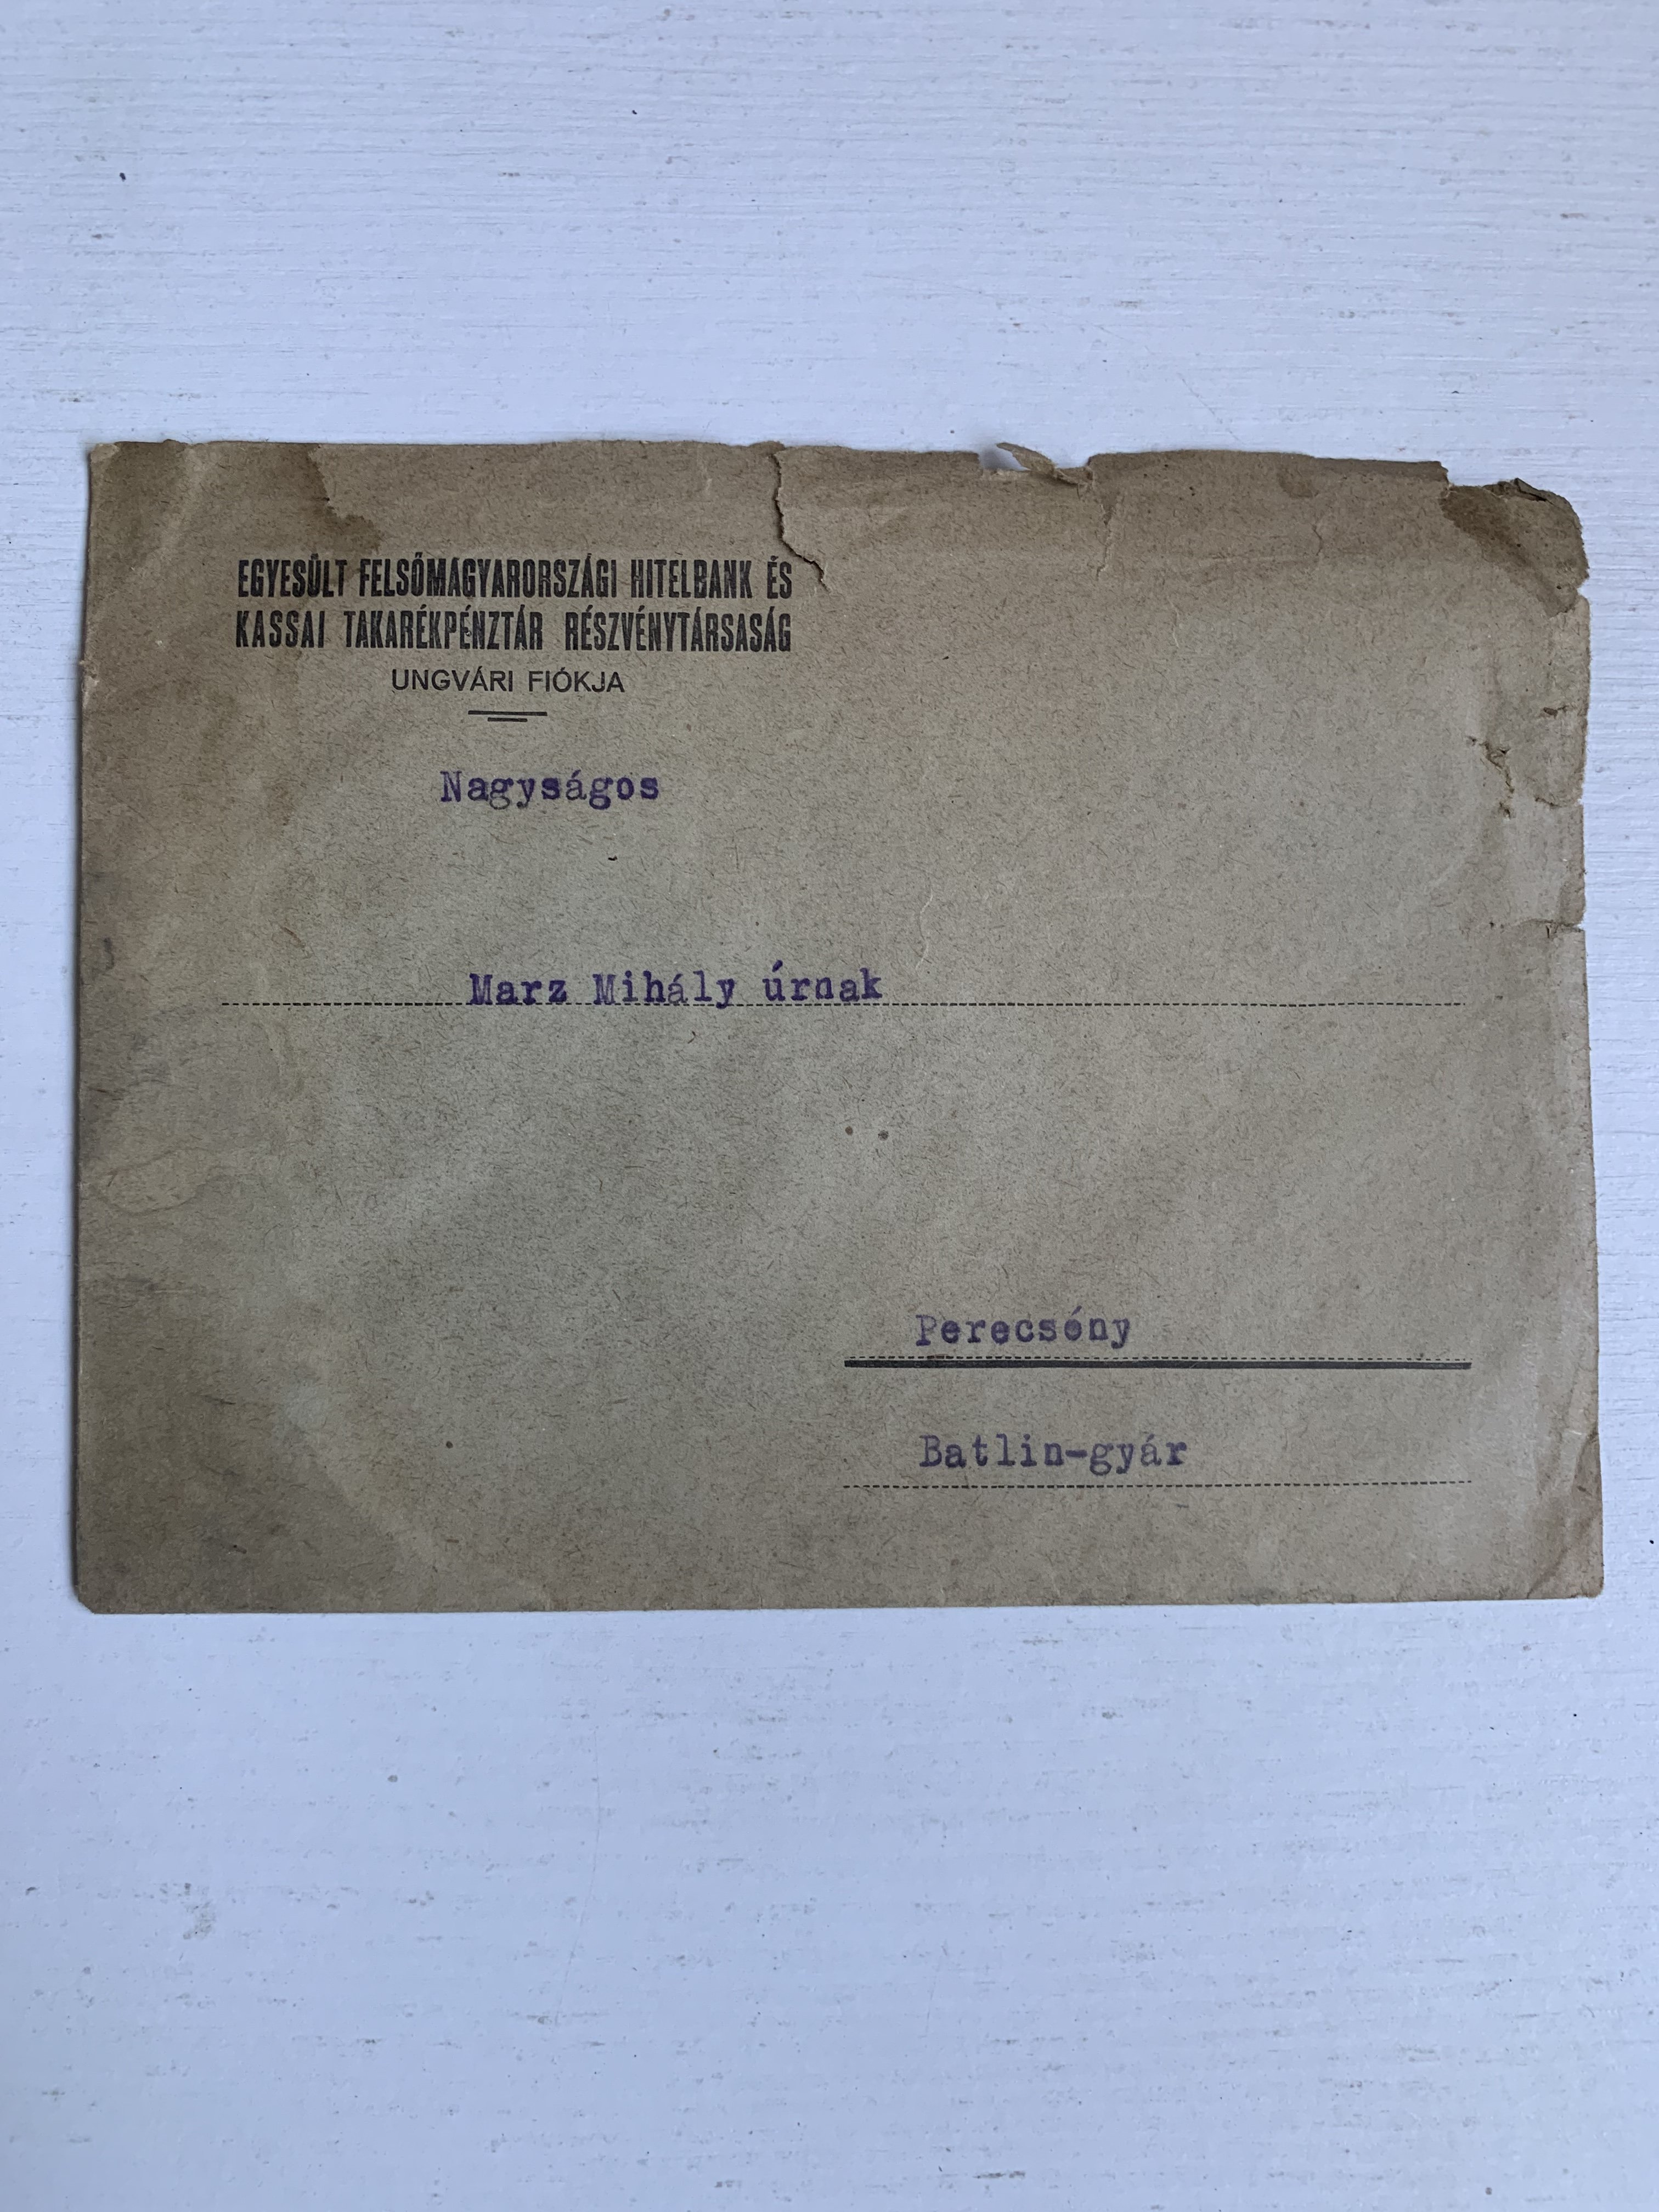 EGYESÜLT FELSŐMAGYARORSZÁGI HITELBANK ÉS
KASSAI TAKARÉKPÉNZTÁR RÉSZVÉNYTÁRSASÁG
UNGVÁRI FIÓKJA
Nagyságos
Marz Mihály úrnak
Perecsény
Batlin-gyár